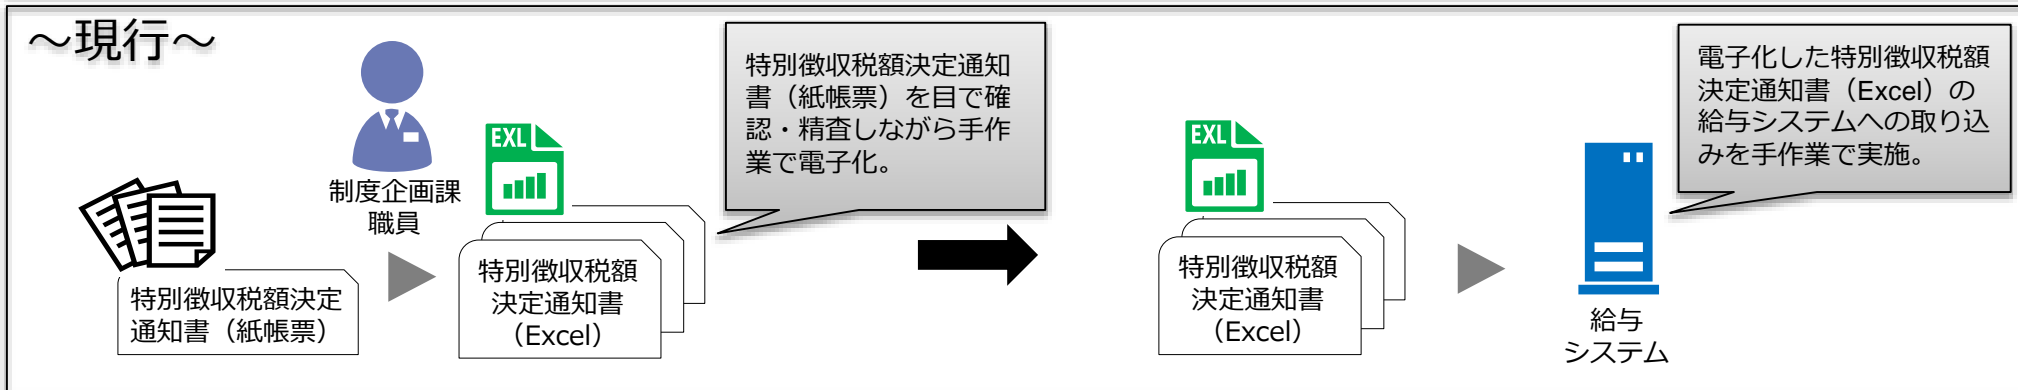 ～現行～
特別徴収税額決定
通知書（紙帳票）
制度企画課
職員
EXL
特別徴収税額
決定通知書
（Excel）
特別徴収税額決定通知
書（紙帳票）を目で確
認・精査しながら手作
業で電子化。
EXL
特別徴収税額
決定通知書
（Excel）
給与
システム
電子化した特別徴収税額
決定通知書（Excel）の
給与システムへの取り込
みを手作業で実施。